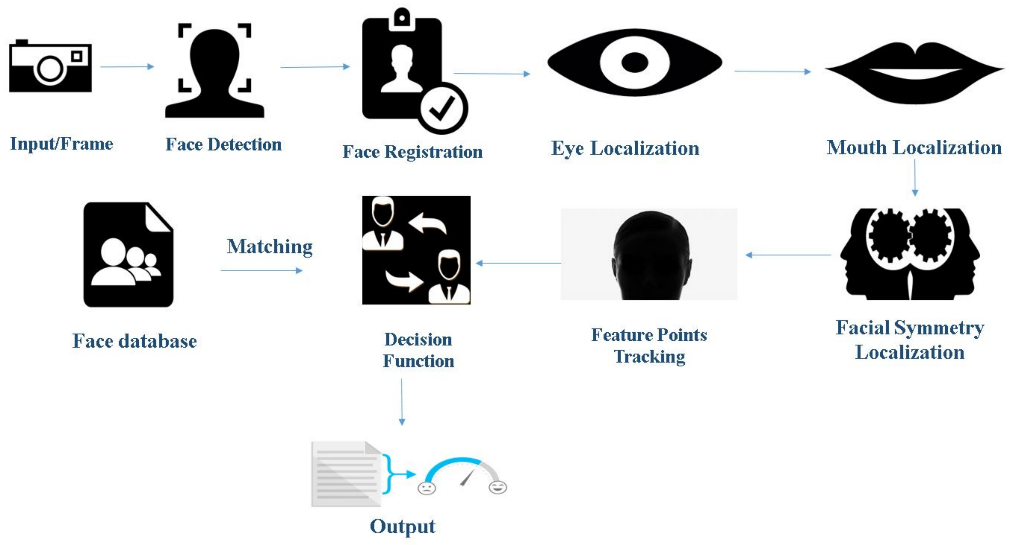 Input/Frame
Face Detection
Face Registration
Eye Localization
Mouth Localization
Matching
Face database
Decision
Function
Feature Points
Tracking
Facial Symmetry
Localization
Output